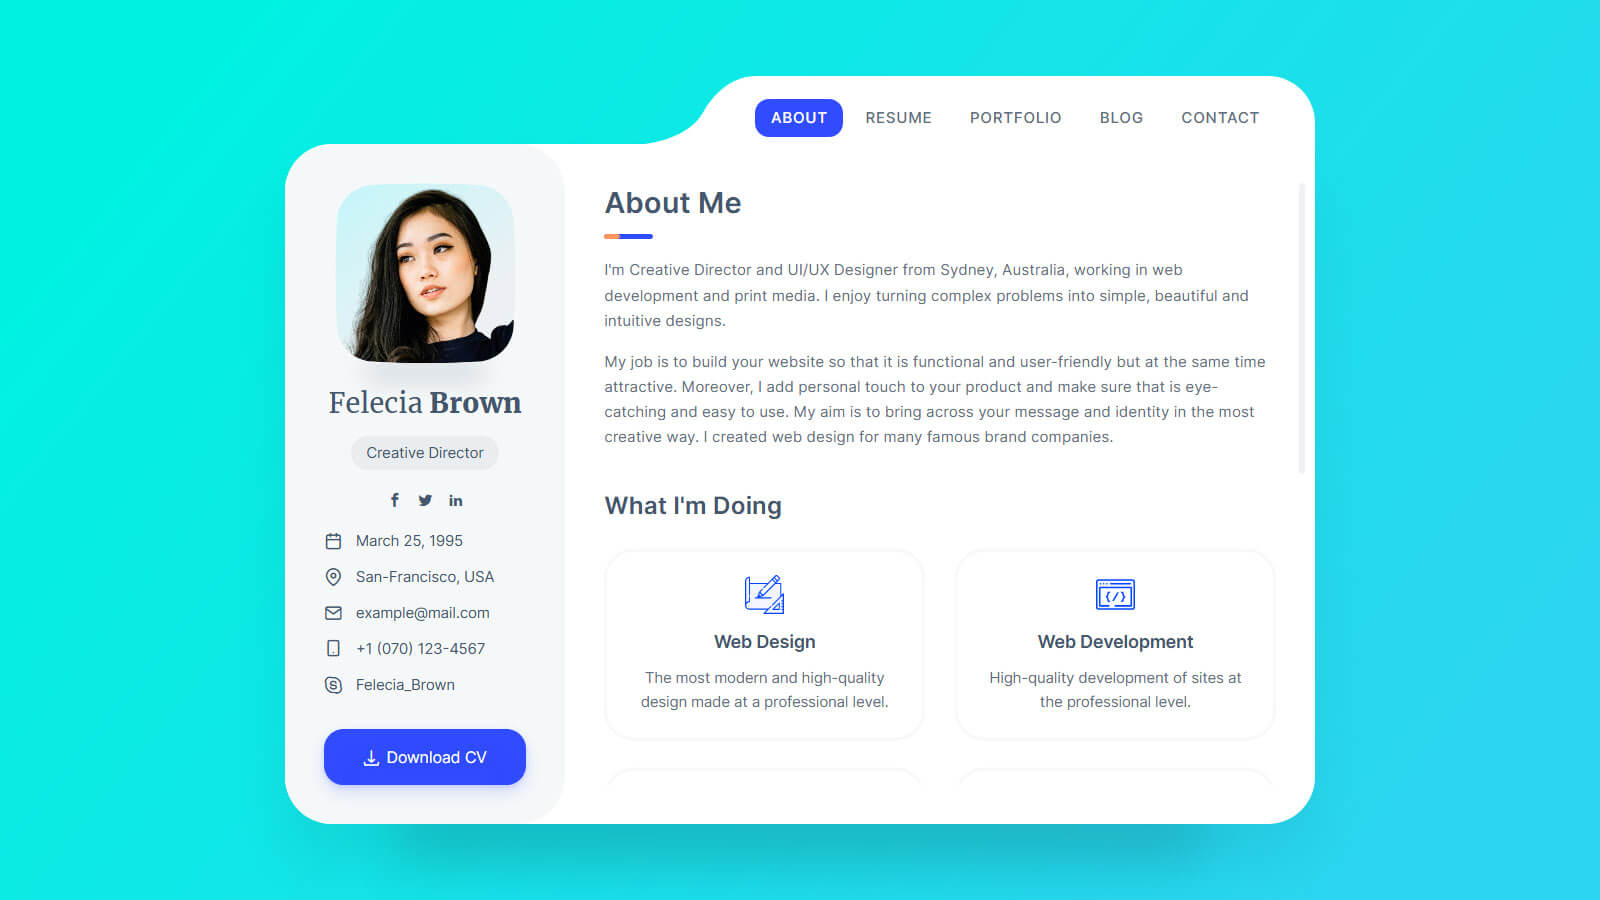 ABOUT RESUME PORTFOLIO BLOG CONTACT
Felecia Brown
Creative Director
March 25, 1995
San-Francisco, USA
example@mail.com
+1 (070) 123-4567
Felecia_Brown
Download CV
About Me
I'm Creative Director and UI/UX Designer from Sydney, Australia, working in web
development and print media. I enjoy turning complex problems into simple, beautiful and
intuitive designs.
My job is to build your website so that it is functional and user-friendly but at the same time
attractive. Moreover, I add personal touch to your product and make sure that is eye-
catching and easy to use. My aim is to bring across your message and identity in the most
creative way. I created web design for many famous brand companies.
What I'm Doing
Web Design
The most modern and high-quality
design made at a professional level.
Web Development
High-quality development of sites at
the professional level.